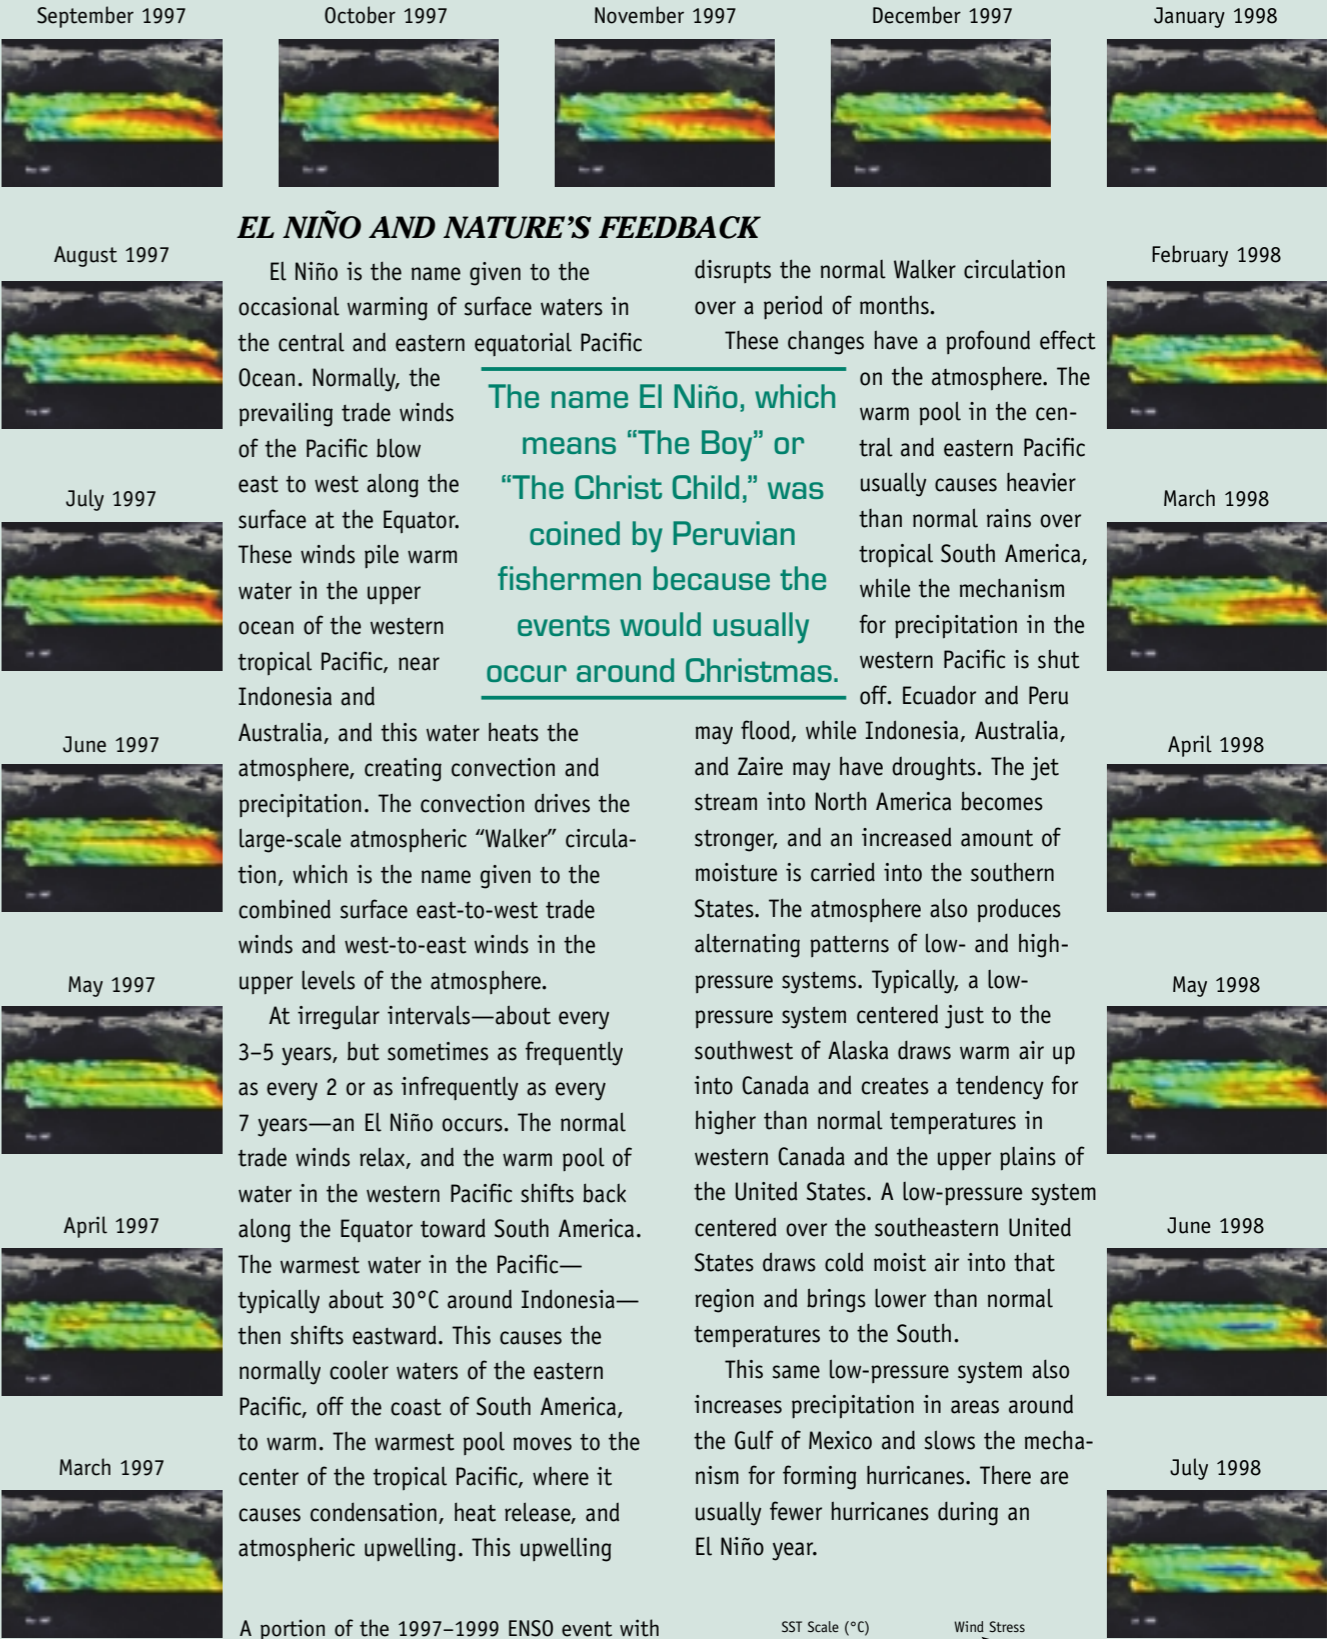 September 1997
October 1997
November 1997
December 1997
January 1998
August 1997
July 1997
June 1997
May 1997
April 1997
March 1997
EL NIÑO AND NATURE’S FEEDBACK
El Niño is the name given to the
occasional warming of surface waters in
the central and eastern equatorial Pacific
Ocean. Normally, the
prevailing trade winds
of the Pacific blow
east to west along the
surface at the Equator.
These winds pile warm
water in the upper
ocean of the western
tropical Pacific, near
Indonesia and
Australia, and this water heats the
atmosphere, creating convection and
precipitation. The convection drives the
large-scale atmospheric “Walker” circula-
tion, which is the name given to the
combined surface east-to-west trade
winds and west-to-east winds in the
upper levels of the atmosphere.
At irregular intervals—about every
3–5 years, but sometimes as frequently
as every 2 or as infrequently as every
7 years—an El Niño occurs. The normal
trade winds relax, and the warm pool of
water in the western Pacific shifts back
along the Equator toward South America.
The warmest water in the Pacific—
typically about 30°C around Indonesia—
then shifts eastward. This causes the
normally cooler waters of the eastern
Pacific, off the coast of South America,
to warm. The warmest pool moves to the
center of the tropical Pacific, where it
causes condensation, heat release, and
atmospheric upwelling. This upwelling
The name El Niño, which
means “The Boy” or
“The Christ Child,” was
coined by Peruvian
fishermen because the
events would usually
occur around Christmas.
disrupts the normal Walker circulation
over a period of months.
These changes have a profound effect
on the atmosphere. The
warm pool in the cen-
tral and eastern Pacific
usually causes heavier
than normal rains over
tropical South America,
while the mechanism
for precipitation in the
western Pacific is shut
off. Ecuador and Peru
may flood, while Indonesia, Australia,
and Zaire may have droughts. The jet
stream into North America becomes
stronger, and an increased amount of
moisture is carried into the southern
States. The atmosphere also produces
alternating patterns of low- and high-
pressure systems. Typically, a low-
pressure system centered just to the
southwest of Alaska draws warm air up
into Canada and creates a tendency for
higher than normal temperatures in
western Canada and the upper plains of
the United States. A low-pressure system
centered over the southeastern United
States draws cold moist air into that
region and brings lower than normal
temperatures to the South.
This same low-pressure system also
increases precipitation in areas around
the Gulf of Mexico and slows the mecha-
nism for forming hurricanes. There are
usually fewer hurricanes during an
El Niño year.
February 1998
March 1998
April 1998
May 1998
June 1998
July 1998
A portion of the 1997–1999 ENSO event with
SST Scale (°C)
Wind Stress